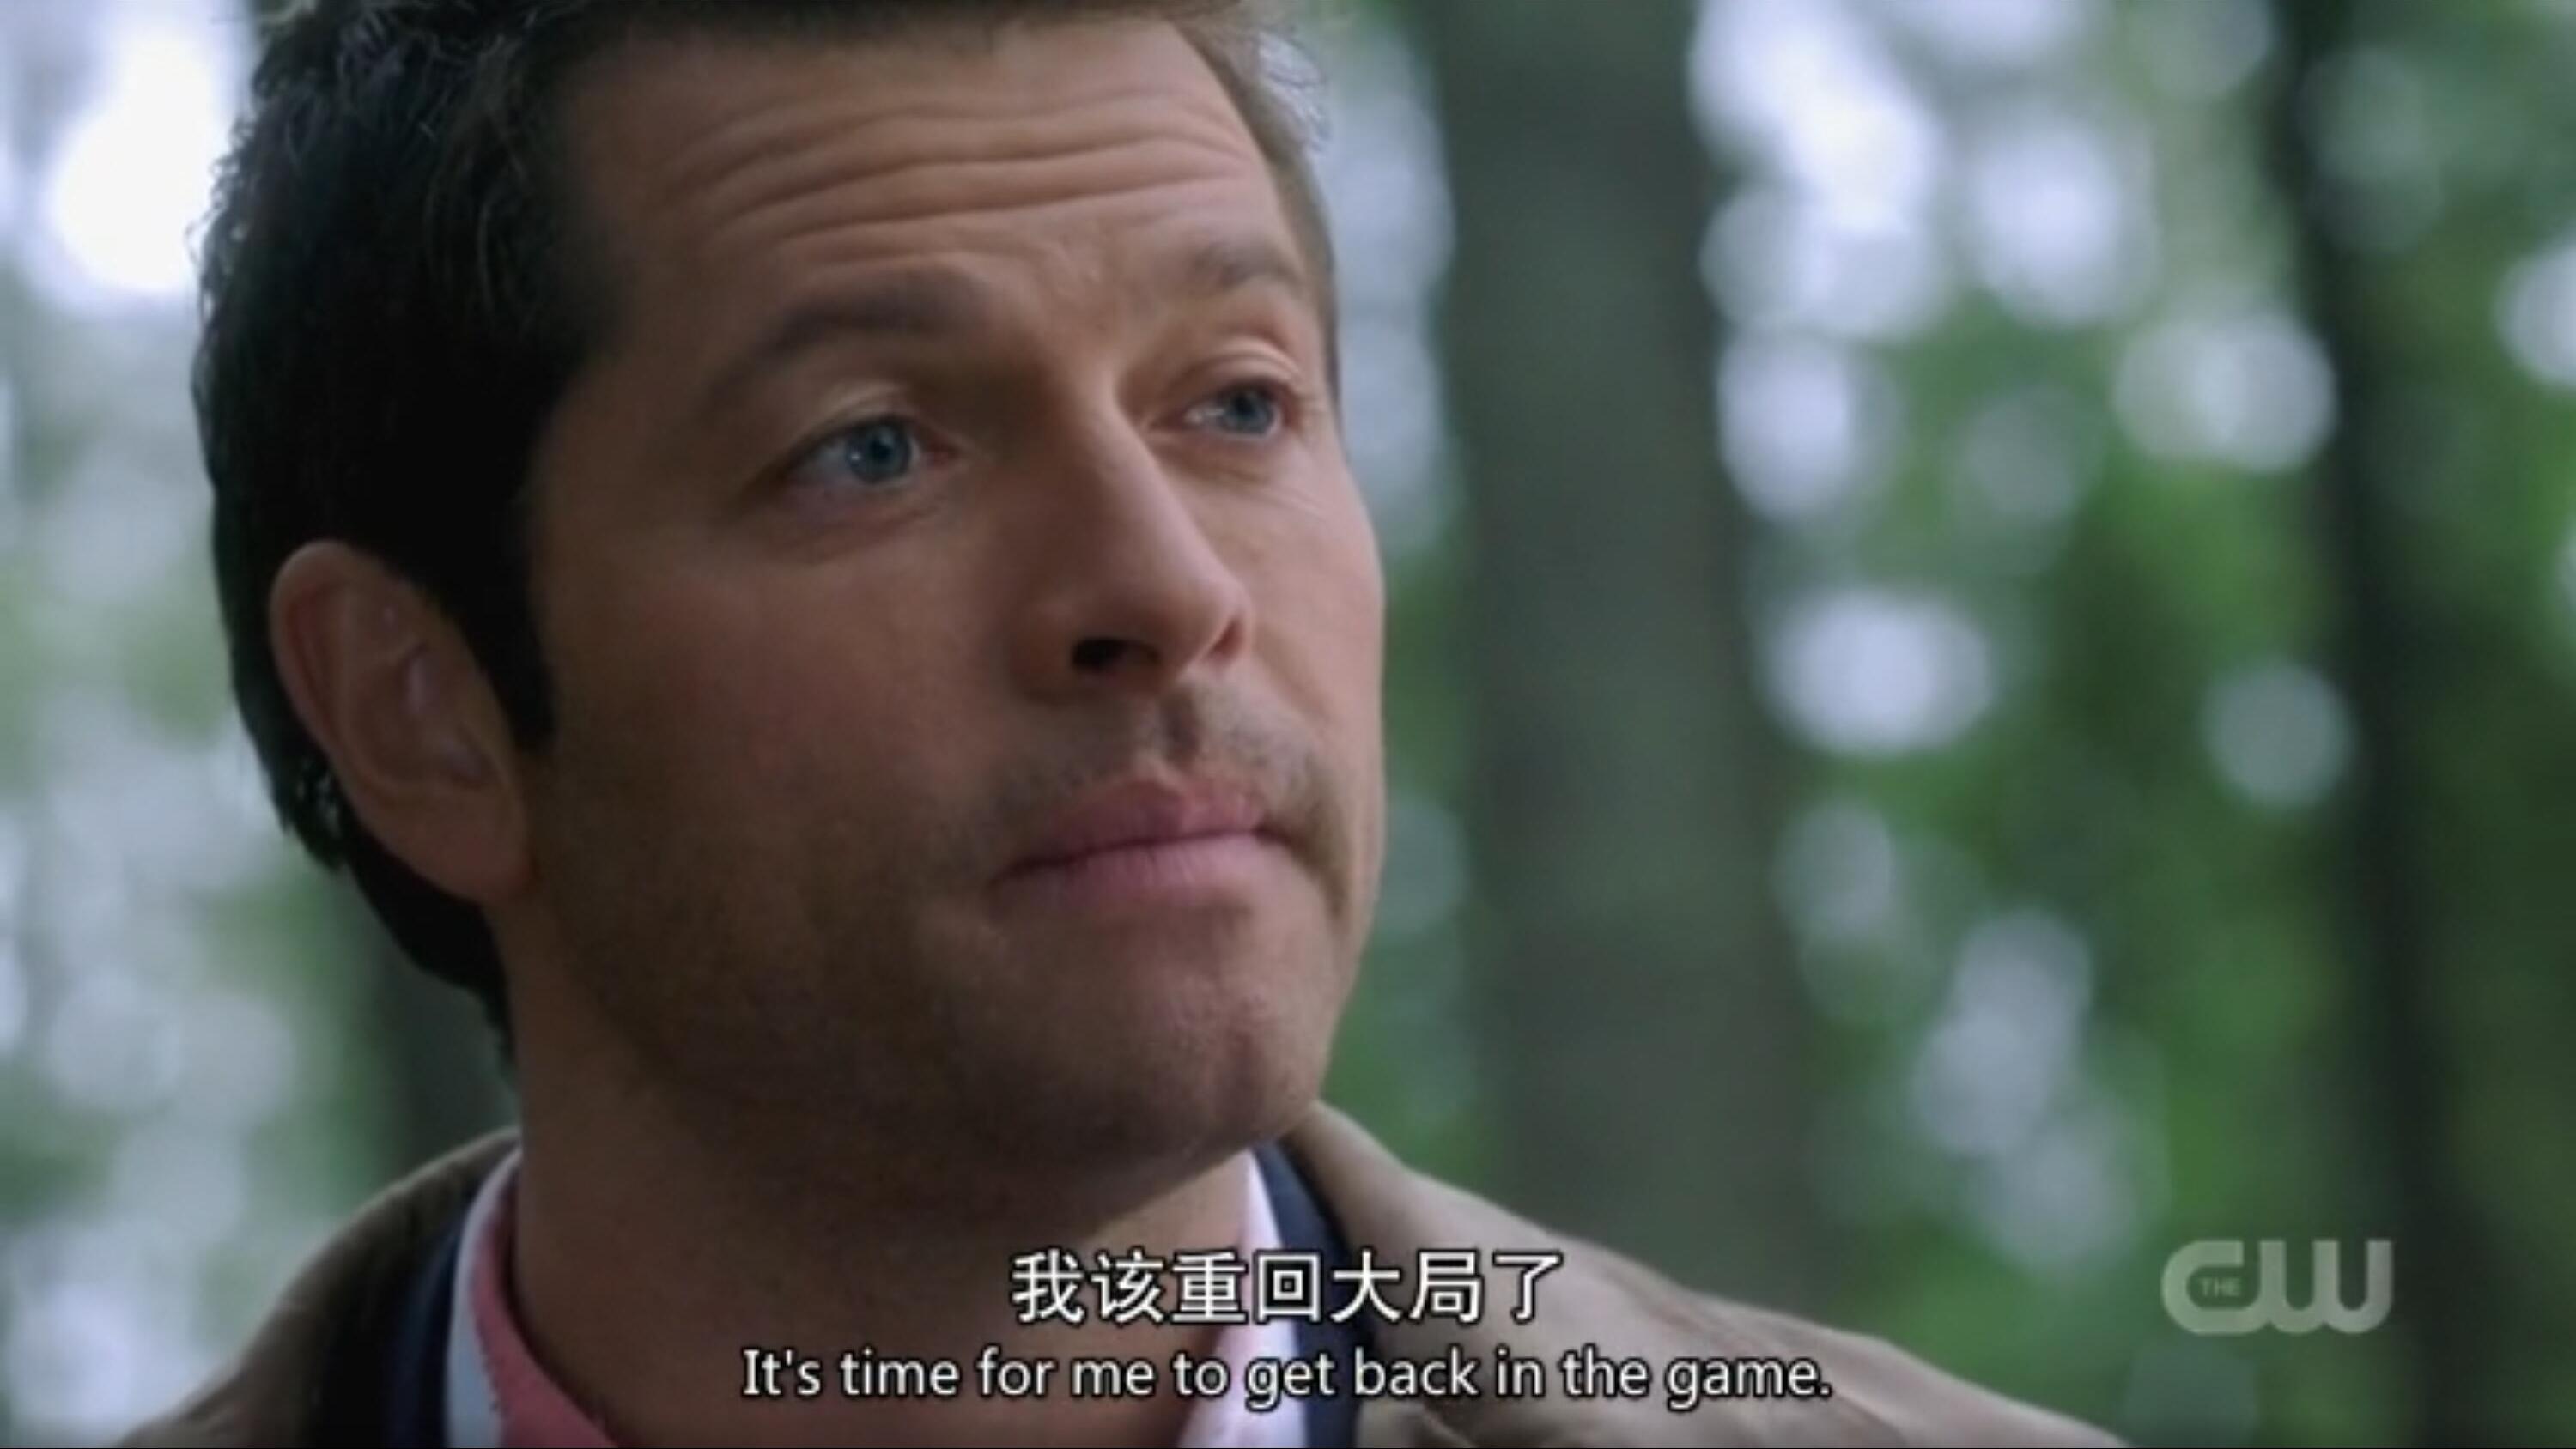 THE CW
我该重回大局了
It's time for me to get back in the game.